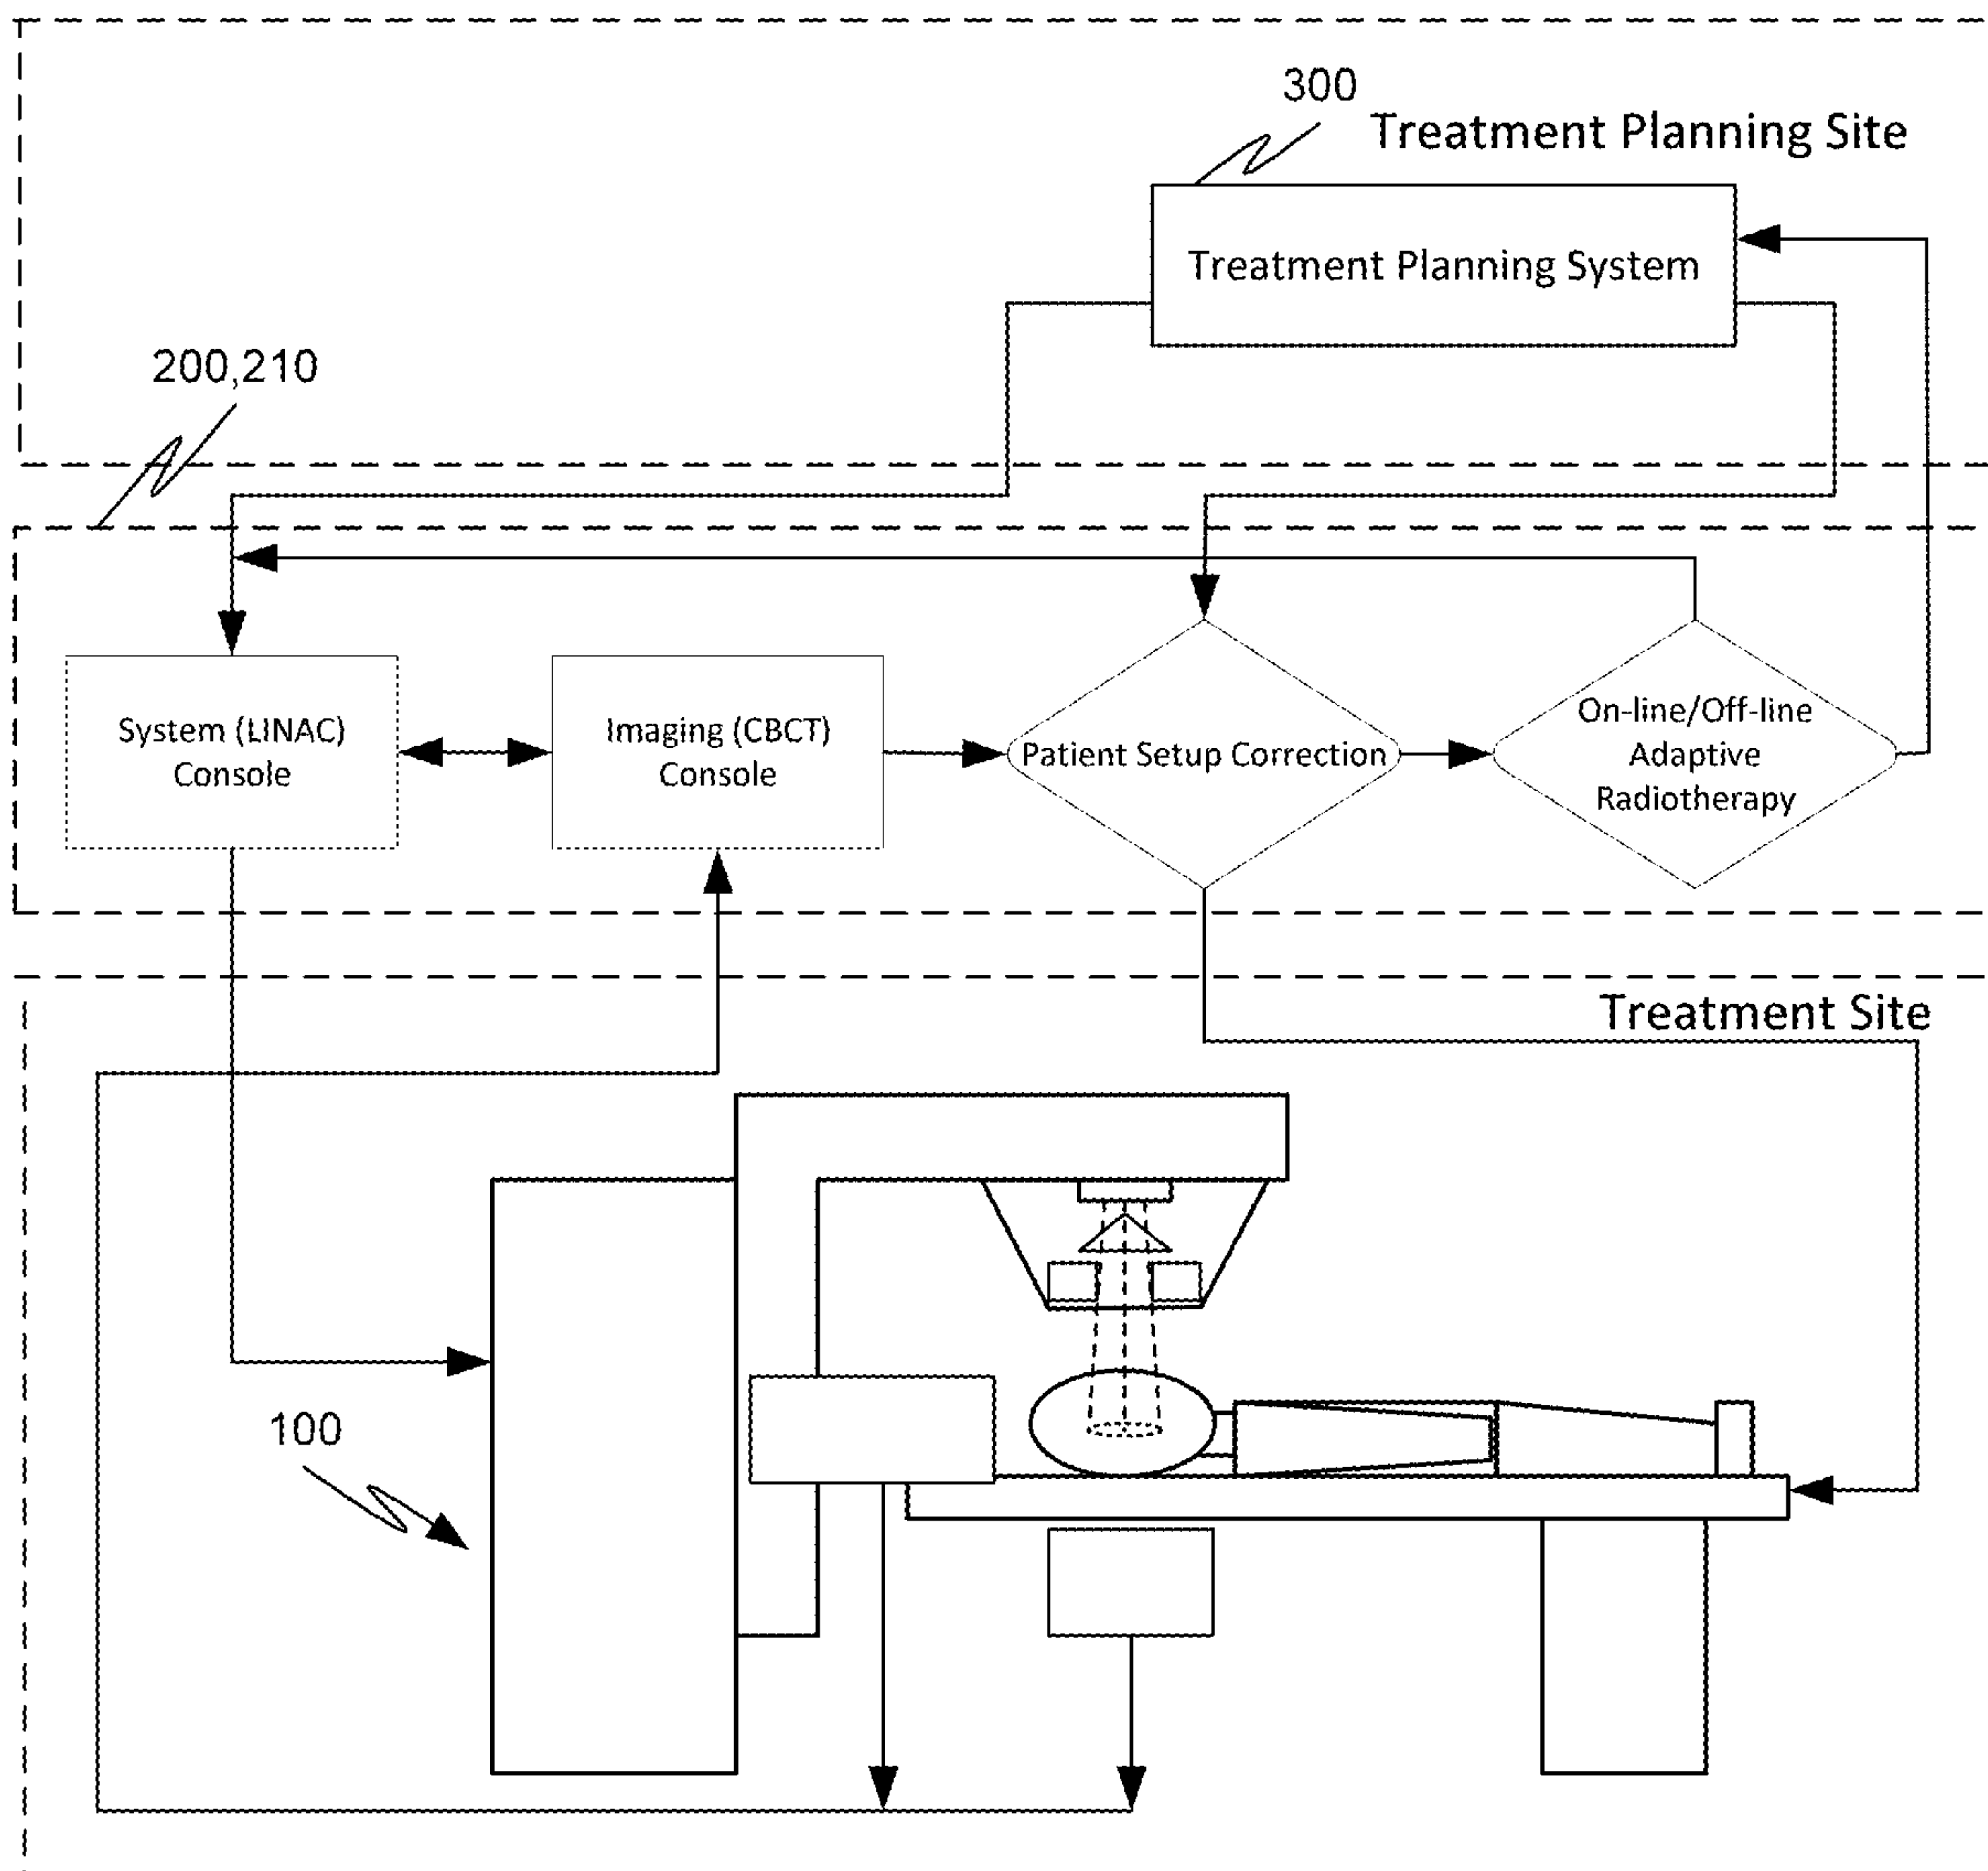 300
Treatment Planning Site
Treatment Planning System
200,210
System (LINAC)
Console
Imaging (CBCT)
Console
Patient Setup Correction
On-line/Off-line
Adaptive
Radiotherapy
Treatment Site
100